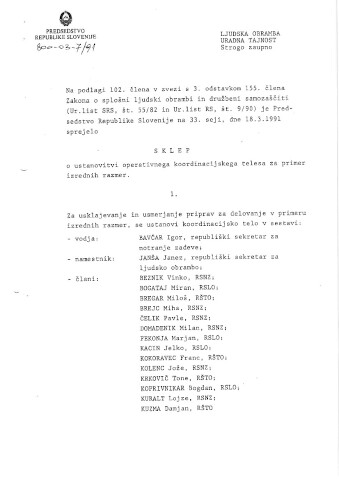 PREDSEDSTVO
REPUBLIKE SLOVENIJE
800-03-7/91
LJUDSKA OBRAMBA
URADNA TAJNOST
Strogo zaupno
Na podlagi 102. člena v zvezi s 3. odstavkom 155. člena
Zakona o splošni ljudski obrambi in družbeni samozaščiti
(Ur.list SRS, št. 35/82 in Ur.list RS, št. 9/90) je Pred-
sedstvo Republike Slovenije na 33. seji, dne 18.3.1991
sprejelo
S K L E P
o ustanovitvi operativnega koordinacijskega telesa za primer
izrednih razmer.
1.
Za usklajevanje in usmerjanje priprav za delovanje v primeru
izrednih razmer, se ustanovi koordinacijsko telo v sestavi:
- vodja: BAVČAR Igor, republiški sekretar za
notranje zadeve;
- namestnik: JANŠA Janez, republiški sekretar za
ljudsko obrambo;
- člani: BEZNIK Vinko, RSNZ;
BOGATAJ Miran, RSLO;
BREGAR Miloš, RŠTO;
BREJC Miha, RSNZ;
ČELIK Pavle, RSNZ;
DOMADENIK Milan, RSNZ;
FEKONJA Marjan, RSLO;
KACIN Jelko, RSLO;
KOKORAVEC Franc, RŠTO;
KOLENC Jože, RSNZ;
KRKOVIČ Tone, RŠTO;
KOPRIVNIKAR Bogdan, RSLO;
KURALT Lojze, RSNZ;
KUZMA Damjan, RŠTO